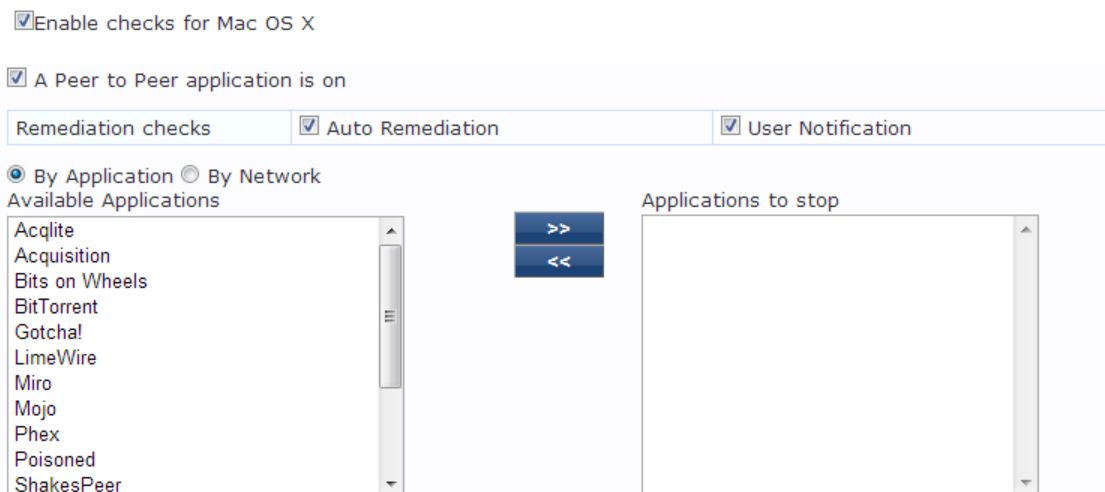 Enable checks for Mac OS X
A Peer to Peer application is on
Remediation checks Auto Remediation User Notification
By Application By Network
Available Applications Applications to stop
>>
<<
Acqlite
Acquisition
Bits on Wheels
BitTorrent
Gotcha!
LimeWire
Miro
Mojo
Phex
Poisoned
ShakesPeer